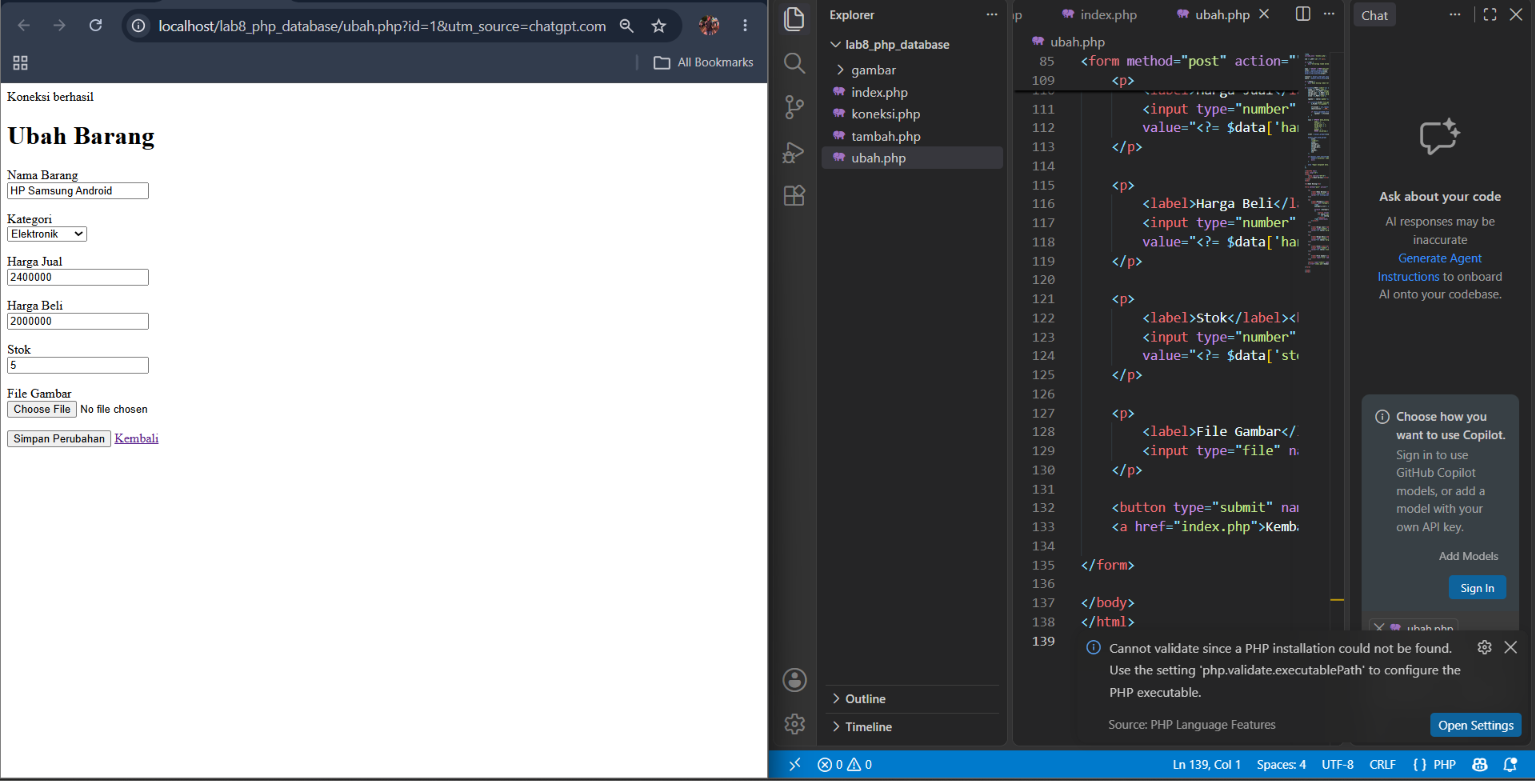 localhost/lab8_php_database/ubah.php?id=1&utm_source=chatgpt.com
All Bookmarks
Koneksi berhasil
Ubah Barang
Nama Barang
HP Samsung Android
Kategori
Elektronik
Harga Jual
2400000
Harga Beli
2000000
Stok
5
File Gambar
Choose File No file chosen
Simpan Perubahan Kembali
Explorer
lab8_php_database
gambar
index.php
koneksi.php
tambah.php
ubah.php
Outline
Timeline
index.php
ubah.php
ubah.php
85 <form method="post" action="
109 <p>
110 <label>Harga Jual</l
111 <input type="number"
112 value="<?= $data['ha
113 </p>
114
115 <p>
116 <label>Harga Beli</l
117 <input type="number"
118 value="<?= $data['ha
119 </p>
120
121 <p>
122 <label>Stok</label><
123 <input type="number"
124 value="<?= $data['sto
125 </p>
126
127 <p>
128 <label>File Gambar</
129 <input type="file" n
130 </p>
131
132 <button type="submit" na
133 <a href="index.php">Kemba
134
135 </form>
136
137 </body>
138 </html>
139
Chat
Ask about your code
AI responses may be
inaccurate
Generate Agent
Instructions to onboard
AI onto your codebase.
Choose how you
want to use Copilot.
Sign in to use
GitHub Copilot
models, or add a
model with your
own API key.
Add Models
Sign In
ubah.php
Cannot validate since a PHP installation could not be found.
Use the setting 'php.validate.executablePath' to configure the
PHP executable.
Source: PHP Language Features
Open Settings
0 0
Ln 139, Col 1 Spaces: 4 UTF-8 CRLF { } PHP